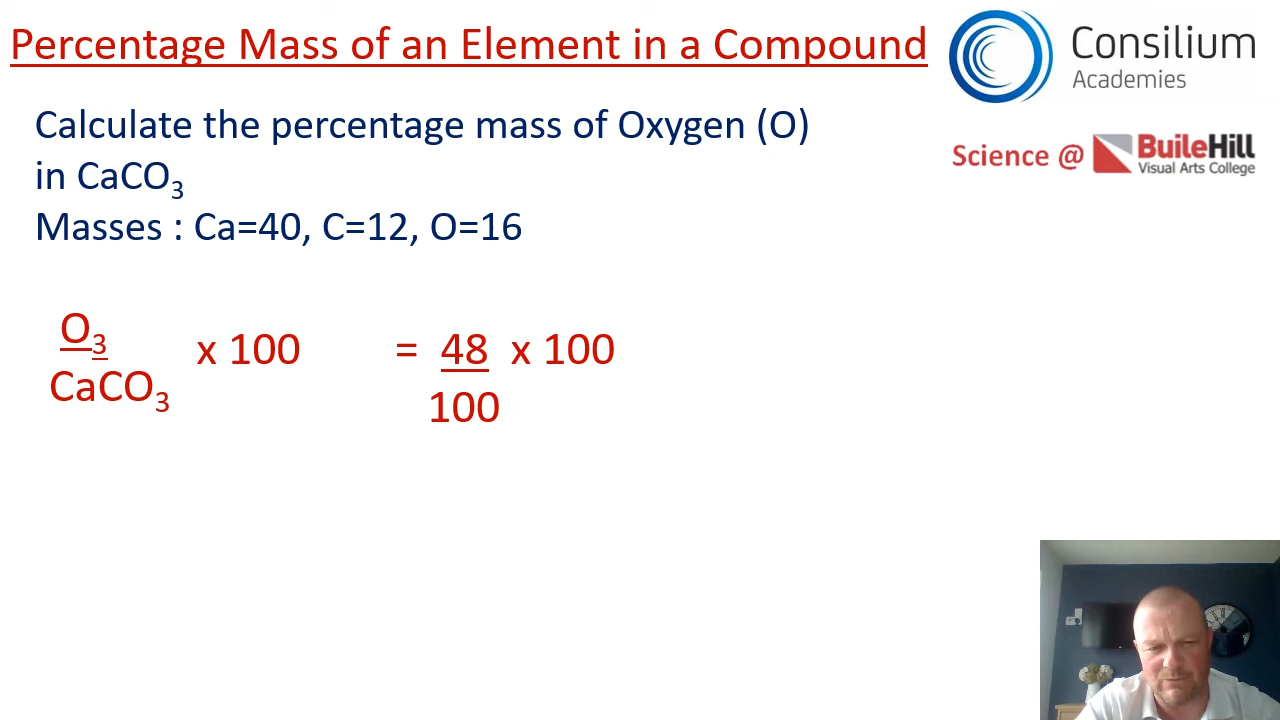 Percentage Mass of an Element in a Compound
Consilium
Academies
Science @ BuileHill
Visual Arts College
Calculate the percentage mass of Oxygen (O)
in CaCO₃
Masses : Ca=40, C=12, O=16
O₃ x 100 = 48 x 100
CaCO₃ 100